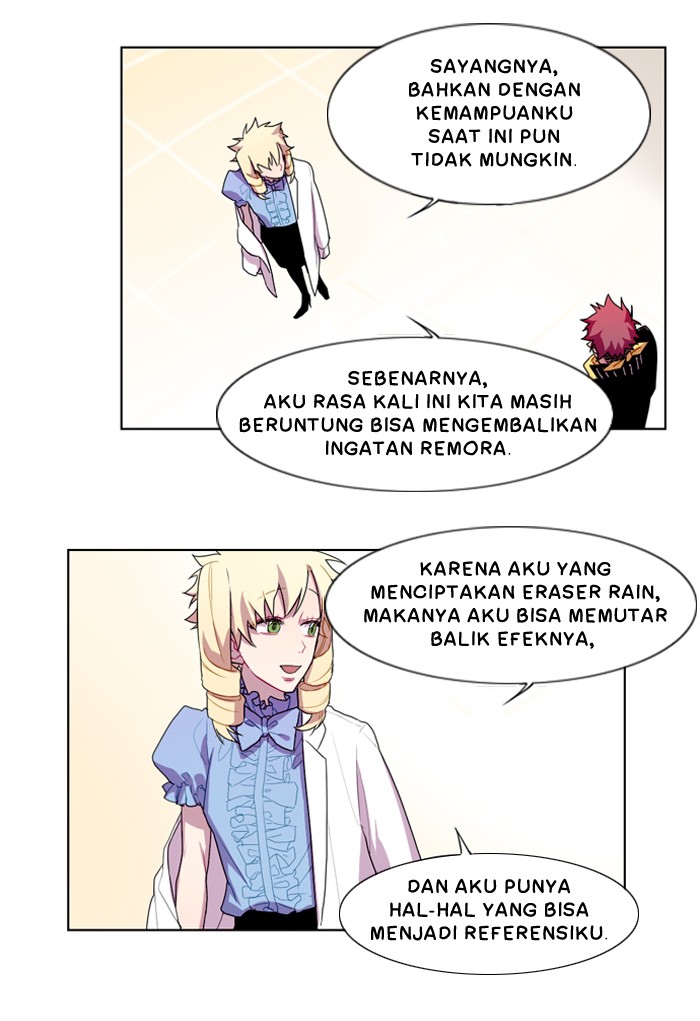 SAYANGNYA,
BAHKAN DENGAN
KEMAMPUANKU
SAAT INI PUN
TIDAK MUNGKIN.
SEBENARNYA,
AKU RASA KALI INI KITA MASIH
BERUNTUNG BISA MENGEMBALIKAN
INGATAN REMORA.
KARENA AKU YANG
MENCIPTAKAN ERASER RAIN,
MAKANYA AKU BISA MEMUTAR
BALIK EFEKNYA,
DAN AKU PUNYA
HAL-HAL YANG BISA
MENJADI REFERENSIKU.